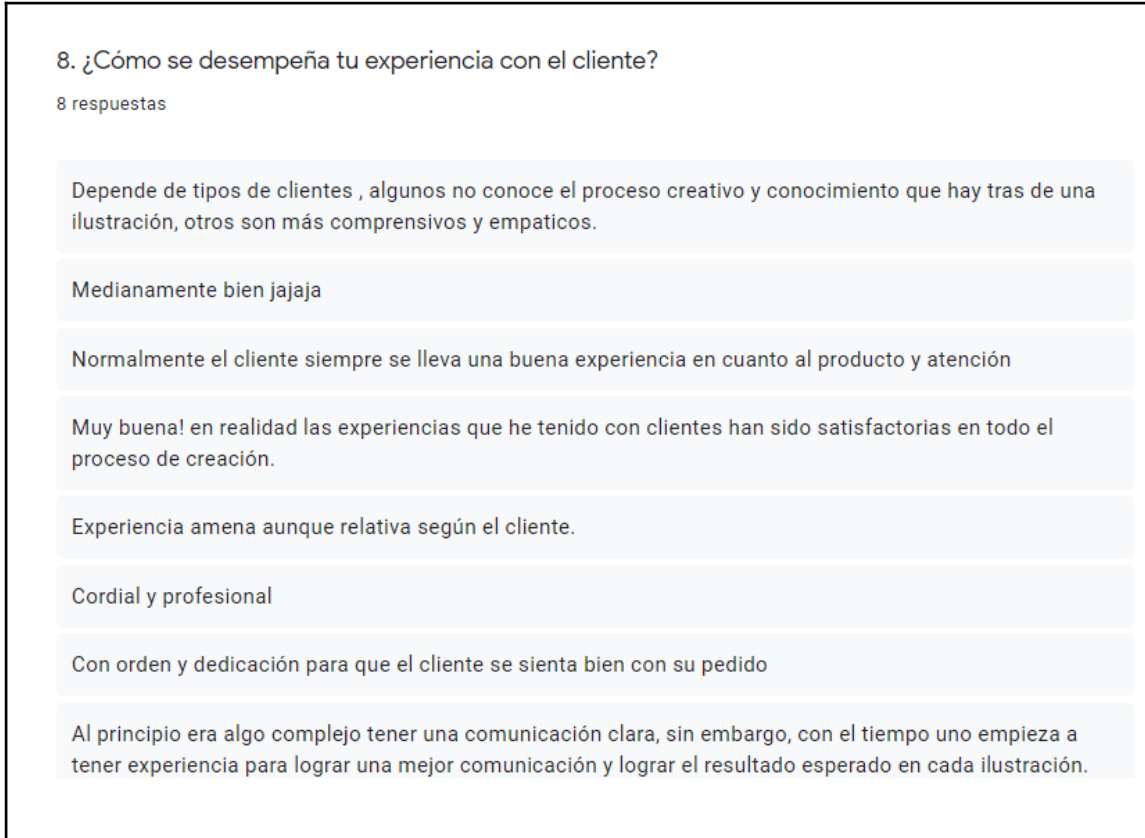 8. ¿Cómo se desempeña tu experiencia con el cliente?
8 respuestas
Depende de tipos de clientes , algunos no conoce el proceso creativo y conocimiento que hay tras de una
ilustración, otros son más comprensivos y empaticos.
Medianamente bien jajaja
Normalmente el cliente siempre se lleva una buena experiencia en cuanto al producto y atención
Muy buena! en realidad las experiencias que he tenido con clientes han sido satisfactorias en todo el
proceso de creación.
Experiencia amena aunque relativa según el cliente.
Cordial y profesional
Con orden y dedicación para que el cliente se sienta bien con su pedido
Al principio era algo complejo tener una comunicación clara, sin embargo, con el tiempo uno empieza a
tener experiencia para lograr una mejor comunicación y lograr el resultado esperado en cada ilustración.